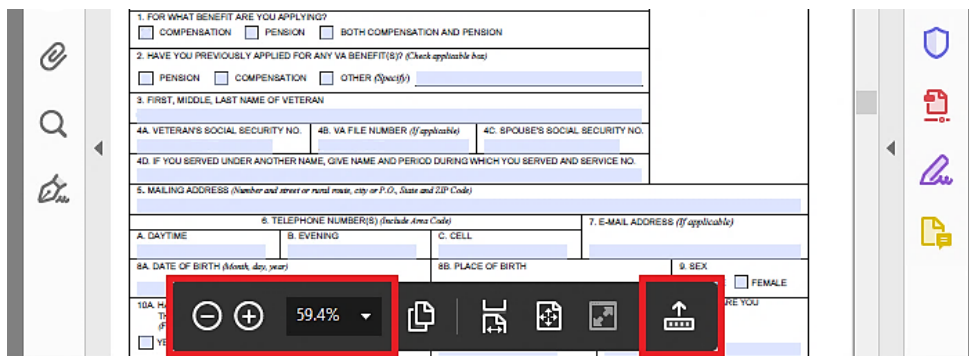 1. FOR WHAT BENEFIT ARE YOU APPLYING?
COMPENSATION PENSION BOTH COMPENSATION AND PENSION
2. HAVE YOU PREVIOUSLY APPLIED FOR ANY VA BENEFIT(S)? (Check applicable box)
PENSION COMPENSATION OTHER (Specify)
3. FIRST, MIDDLE, LAST NAME OF VETERAN
4A. VETERAN'S SOCIAL SECURITY NO. 4B. VA FILE NUMBER (If applicable) 4C. SPOUSE'S SOCIAL SECURITY NO.
4D. IF YOU SERVED UNDER ANOTHER NAME, GIVE NAME AND PERIOD DURING WHICH YOU SERVED AND SERVICE NO.
5. MAILING ADDRESS (Number and street or rural route, city or P.O., State and ZIP Code)
6. TELEPHONE NUMBER(S) (Include Area Code) 7. E-MAIL ADDRESS (If applicable)
A. DAYTIME B. EVENING C. CELL
8A. DATE OF BIRTH (Month, day, year) 8B. PLACE OF BIRTH 9. SEX
FEMALE
10A. ARE YOU
59.4%